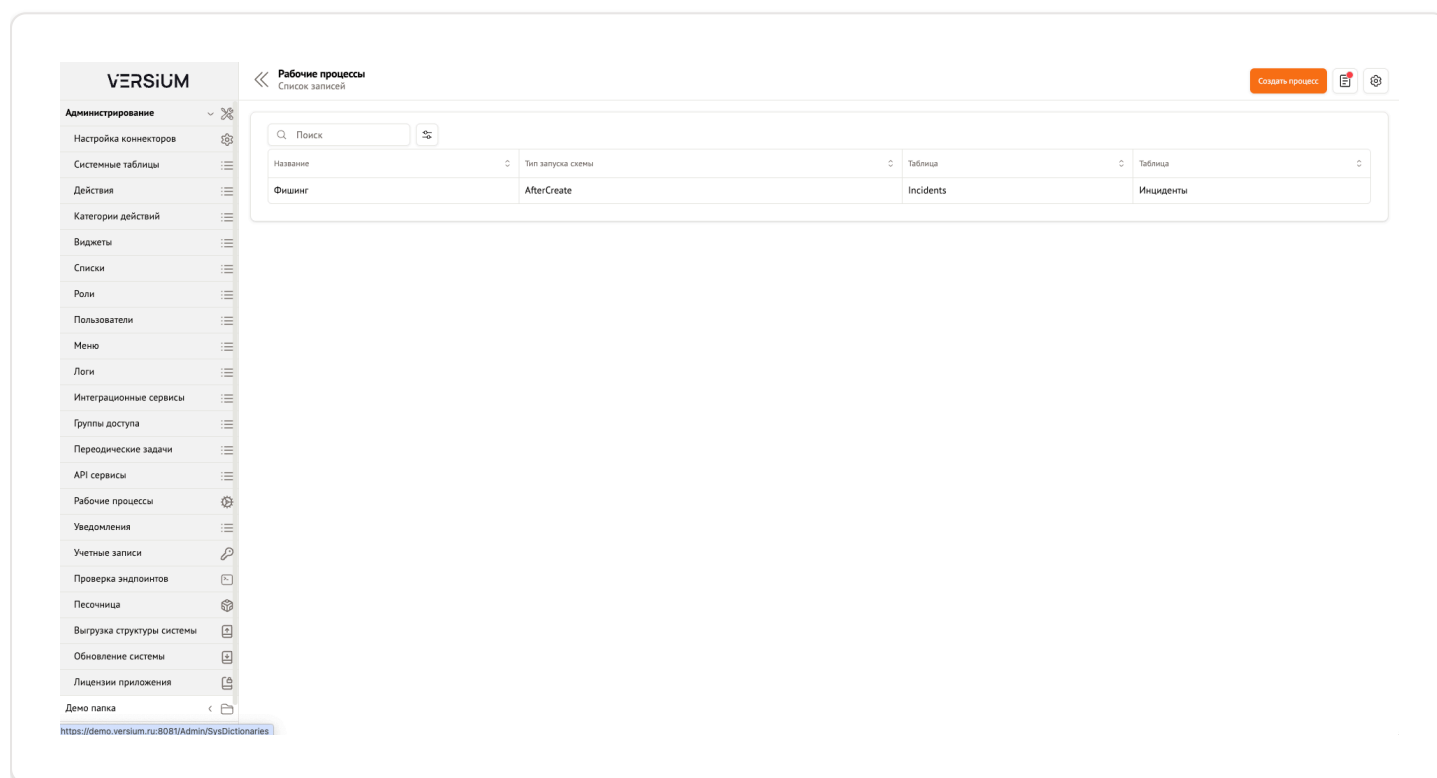 VERSIUM
Рабочие процессы
Список записей
Создать процесс
Администрирование
Настройка коннекторов
Системные таблицы
Действия
Категории действий
Виджеты
Списки
Роли
Пользователи
Меню
Логи
Интеграционные сервисы
Группы доступа
Переодические задачи
API сервисы
Рабочие процессы
Уведомления
Учетные записи
Проверка эндпоинтов
Песочница
Выгрузка структуры системы
Обновление системы
Лицензии приложения
Демо папка
https://demo.versium.ru:8081/Admin/SysDictionaries
Поиск
Название Тип запуска схемы Таблица Таблица
Фишинг AfterCreate Incidents Инциденты